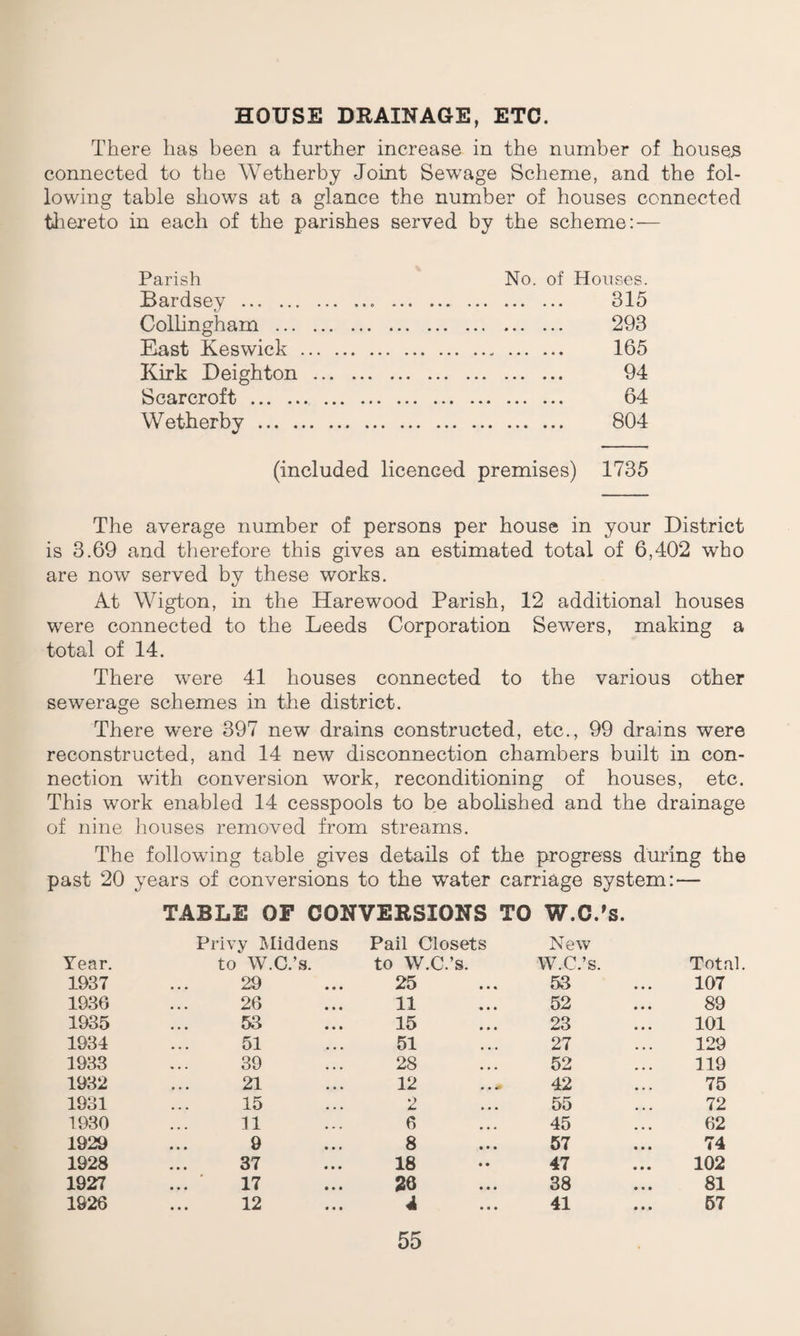 HOUSE DRAINAGE, ETC.
There has been a further increase in the number of houses
connected to the Wetherby Joint Sewage Scheme, and the fol-
lowing table shows at a glance the number of houses connected
thereto in each of the parishes served by the scheme:—
Parish No. of Houses.
Bardsey ... ... ... ... ... ... ... ... ... 315
Collingham ... ... ... ... ... ... ... ... 293
East Keswick ... ... ... ... ... ... ... ... 165
Kirk Deighton ... ... ... ... ... ... ... 94
Scarcroft ... ... ... ... ... ... ... ... ... 64
Wetherby ... ... ... ... ... ... ... ... ... 804
(included licenced premises) 1735
The average number of persons per house in your District
is 3.69 and therefore this gives an estimated total of 6,402 who
are now served by these works.
At Wigton, in the Harewood Parish, 12 additional houses
were connected to the Leeds Corporation Sewers, making a
total of 14.
There were 41 houses connected to the various other
sewerage schemes in the district.
There were 397 new drains constructed, etc., 99 drains were
reconstructed, and 14 new disconnection chambers built in con-
nection with conversion work, reconditioning of houses, etc.
This work enabled 14 cesspools to be abolished and the drainage
of nine houses removed from streams.
The following table gives details of the progress during the
past 20 years of conversions to the water carriage system:—
TABLE OF CONVERSIONS TO W.C.'s.
Privy Middens Pail Closets New
Year. to W.C.'s. to W.C.'s. W.C.'s. Total.
1937 ... 29 ... 25 ... 53 ... 107
1936 ... 26 ... 11 ... 52 ... 89
1935 ... 53 ... 15 ... 23 ... 101
1934 ... 51 ... 51 ... 27 ... 129
1933 ... 39 ... 28 ... 52 ... 119
1932 ... 21 ... 12 ... 42 ... 75
1931 ... 15 ... 2 ... 55 ... 72
1930 ... 11 ... 6 ... 45 ... 62
1929 ... 9 ... 8 ... 57 ... 74
1928 ... 37 ... 18 .. 47 ... 102
1927 ... 17 ... 26 ... 38 ... 81
1926 ... 12 ... 4 ... 41 ... 57
55